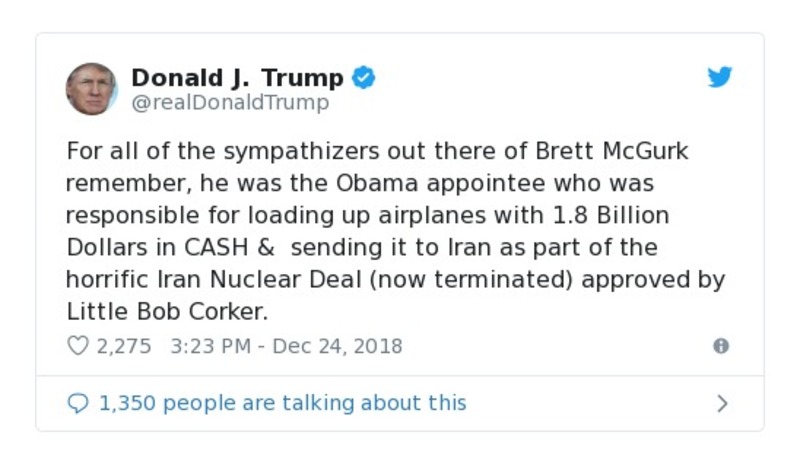 Donald J. Trump
@realDonaldTrump
For all of the sympathizers out there of Brett McGurk
remember, he was the Obama appointee who was
responsible for loading up airplanes with 1.8 Billion
Dollars in CASH &  sending it to Iran as part of the
horrific Iran Nuclear Deal (now terminated) approved by
Little Bob Corker.
2,275 3:23 PM - Dec 24, 2018
1,350 people are talking about this